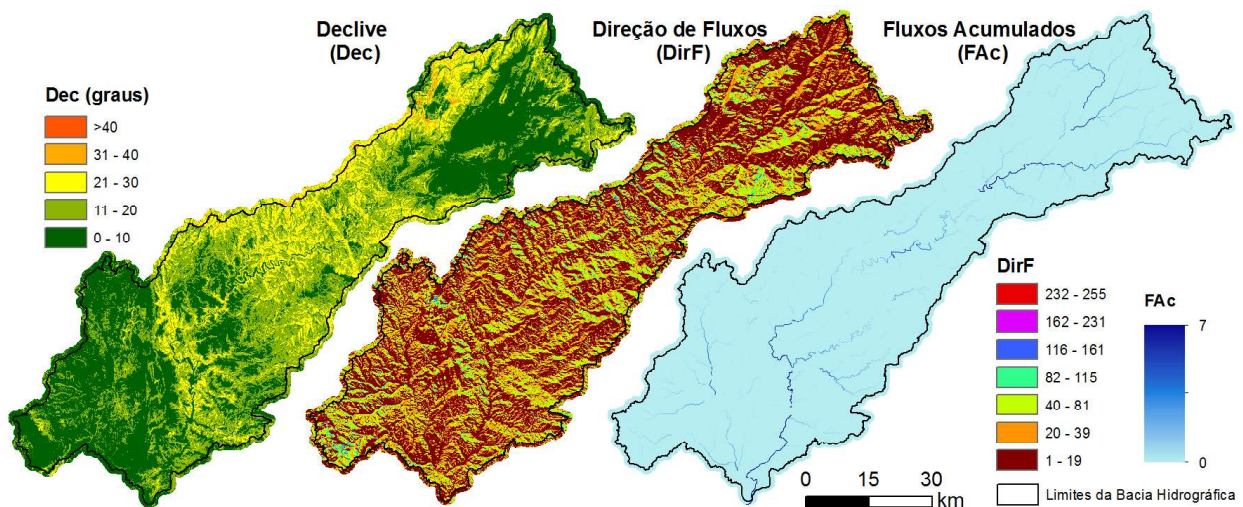 Declive
(Dec)
Direção de Fluxos
(DirF)
Fluxos Acumulados
(FAc)
Dec (graus)
>40
31 - 40
21 - 30
11 - 20
0 - 10
DirF
232 - 255
162 - 231
116 - 161
82 - 115
40 - 81
20 - 39
1 - 19
FAc
7
0
Limites da Bacia Hidrográfica
0 15 30
km